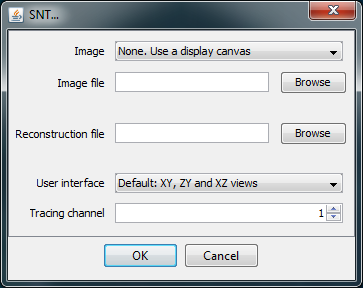 SNT...
Image None. Use a display canvas
Image file Browse
Reconstruction file Browse
User interface Default: XY, ZY and XZ views
Tracing channel 1
OK Cancel